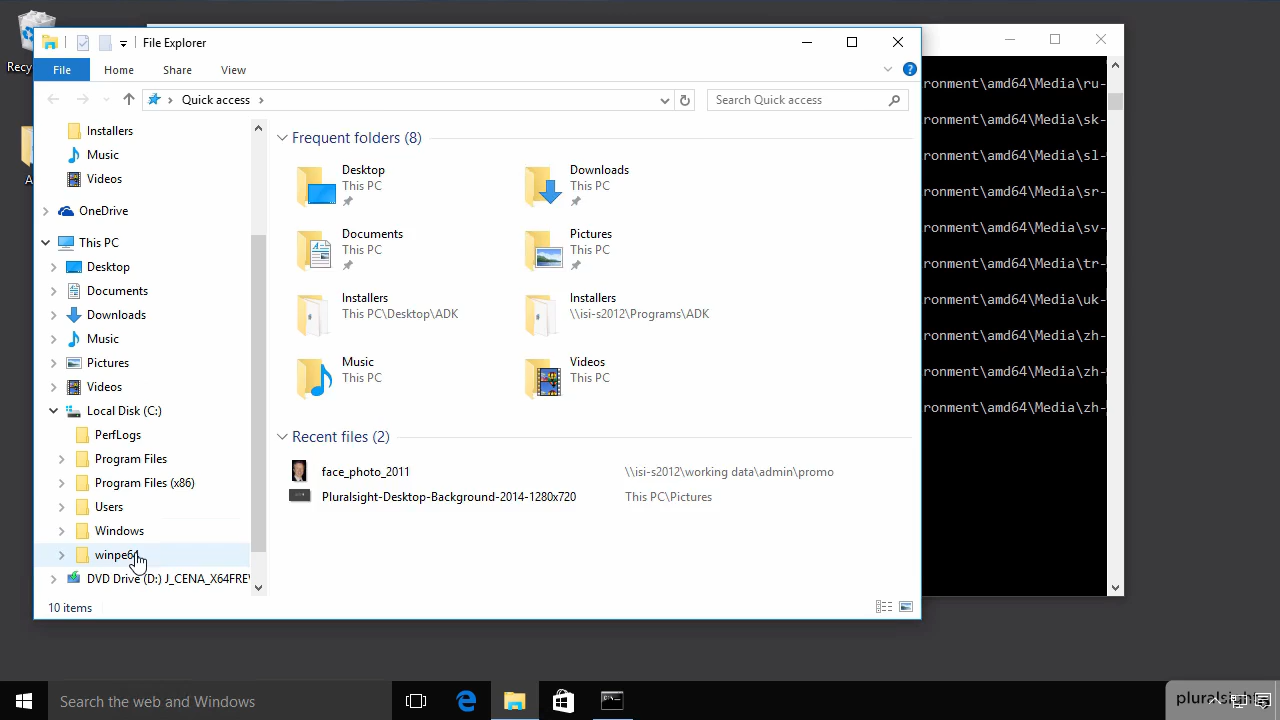 Recy
File Explorer
File
Home
Share
View
Quick access
Search Quick access
Installers
Music
Videos
OneDrive
This PC
Desktop
Documents
Downloads
Music
Pictures
Videos
Local Disk (C:)
PerfLogs
Program Files
Program Files (x86)
Users
Windows
winpe64
DVD Drive (D:) J_CENA_X64FREV
10 items
Frequent folders (8)
Desktop
This PC
Downloads
This PC
Documents
This PC
Pictures
This PC
Installers
This PC\Desktop\ADK
Installers
\\isi-s2012\Programs\ADK
Music
This PC
Videos
This PC
Recent files (2)
face_photo_2011
\\isi-s2012\working data\admin\promo
Pluralsight-Desktop-Background-2014-1280x720
This PC\Pictures
ronment\amd64\Media\ru-
ronment\amd64\Media\sk-
ronment\amd64\Media\sl-
ronment\amd64\Media\sr-
ronment\amd64\Media\sv-
ronment\amd64\Media\tr-
ronment\amd64\Media\uk-
ronment\amd64\Media\zh-
ronment\amd64\Media\zh-
ronment\amd64\Media\zh-
A
Search the web and Windows
pluralsight